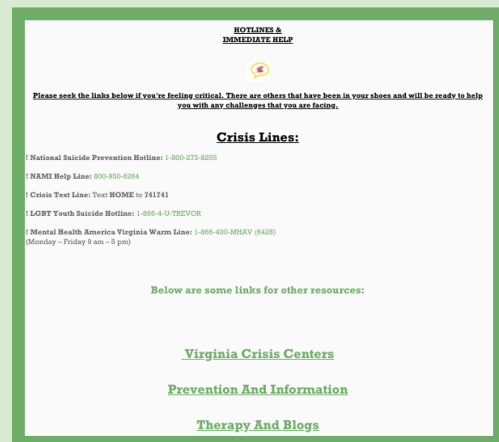 HOTLINES &
IMMEDIATE HELP
Please seek the links below if you're feeling critical. There are others that have been in your shoes and will be ready to help
you with any challenges that you are facing.
Crisis Lines:
! National Suicide Prevention Hotline: 1-800-273-8255
! NAMI Help Line: 800-950-6264
! Crisis Text Line: Text HOME to 741741
! LGBT Youth Suicide Hotline: 1-866-4-U-TREVOR
! Mental Health America Virginia Warm Line: 1-866-400-MHAV (6428)
(Monday – Friday 9 am – 5 pm)
Below are some links for other resources:
Virginia Crisis Centers
Prevention And Information
Therapy And Blogs